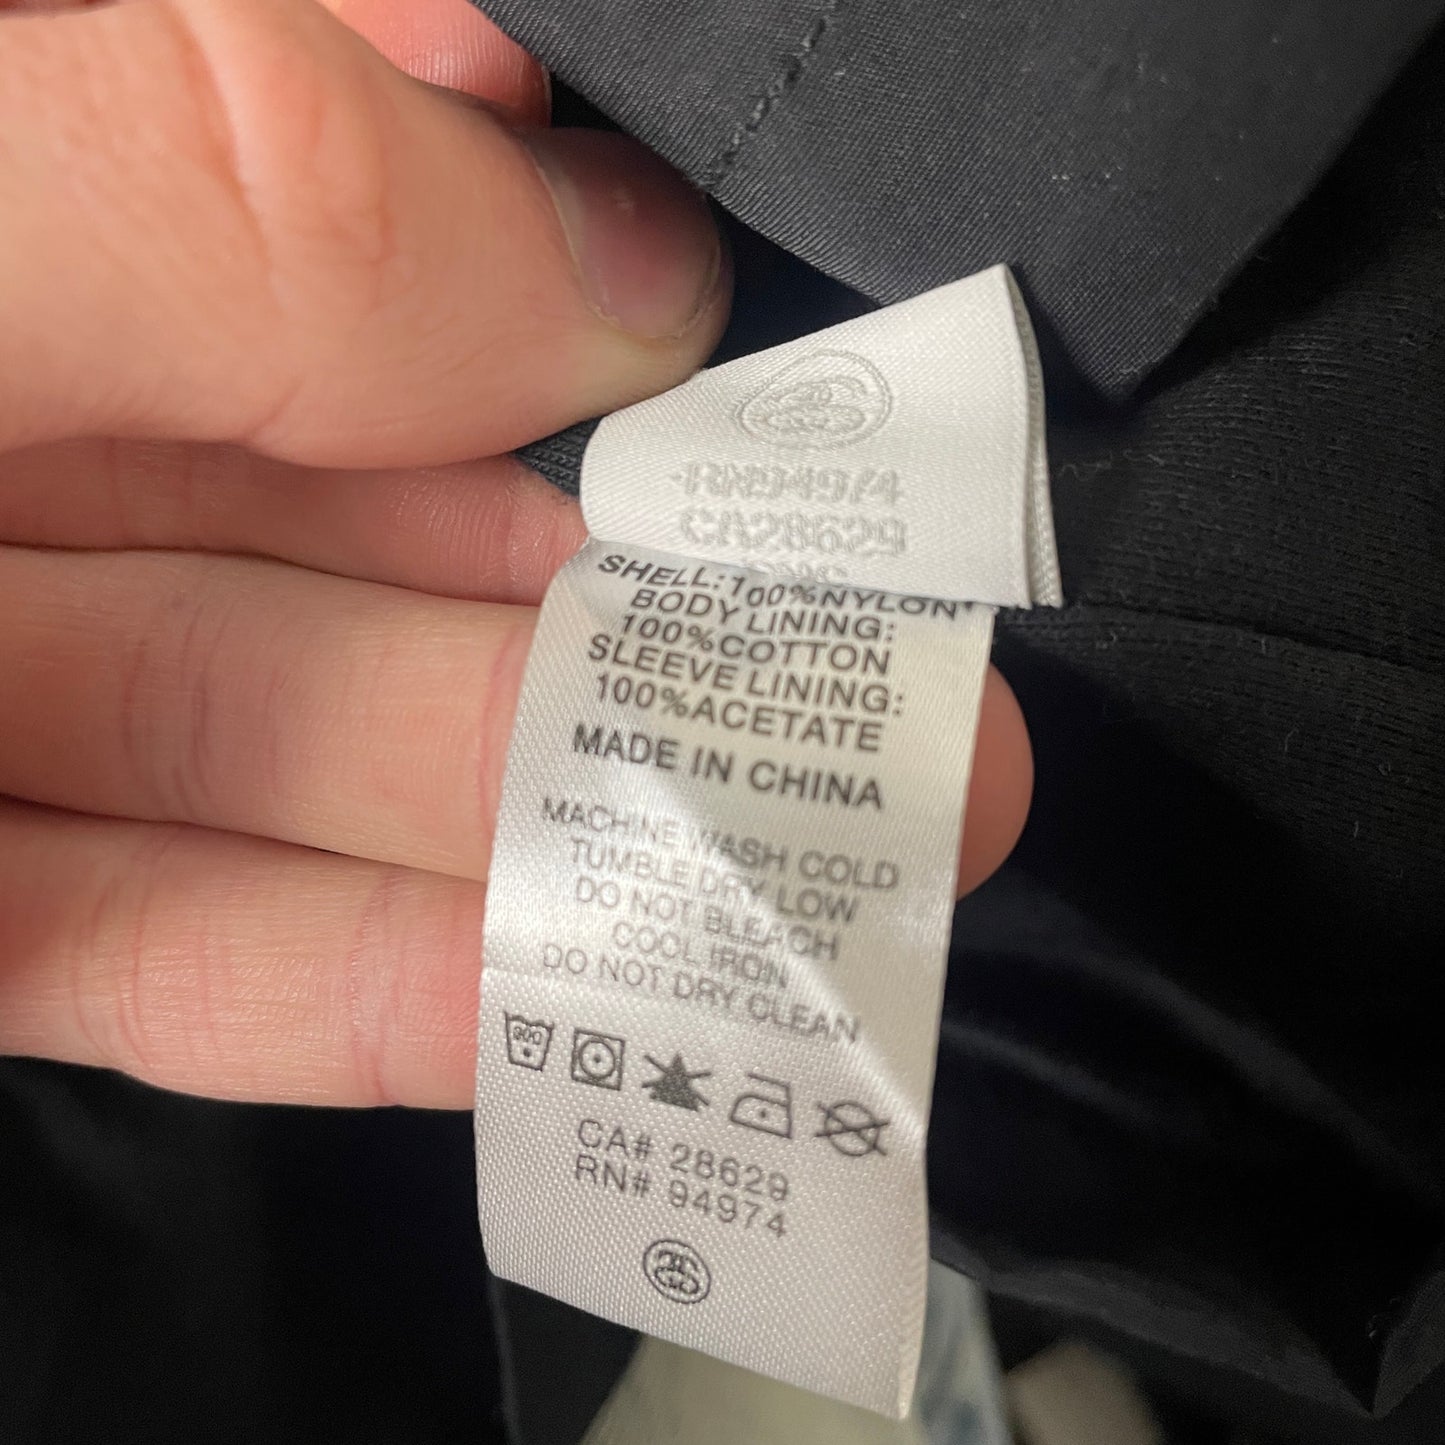 RN94974
CA28629
SHELL:100%NYLON
BODY LINING:
100%COTTON
SLEEVE LINING:
100%ACETATE
MADE IN CHINA
MACHINE WASH COLD
TUMBLE DRY LOW
DO NOT BLEACH
COOL IRON
DO NOT DRY CLEAN
CA# 28629
RN# 94974